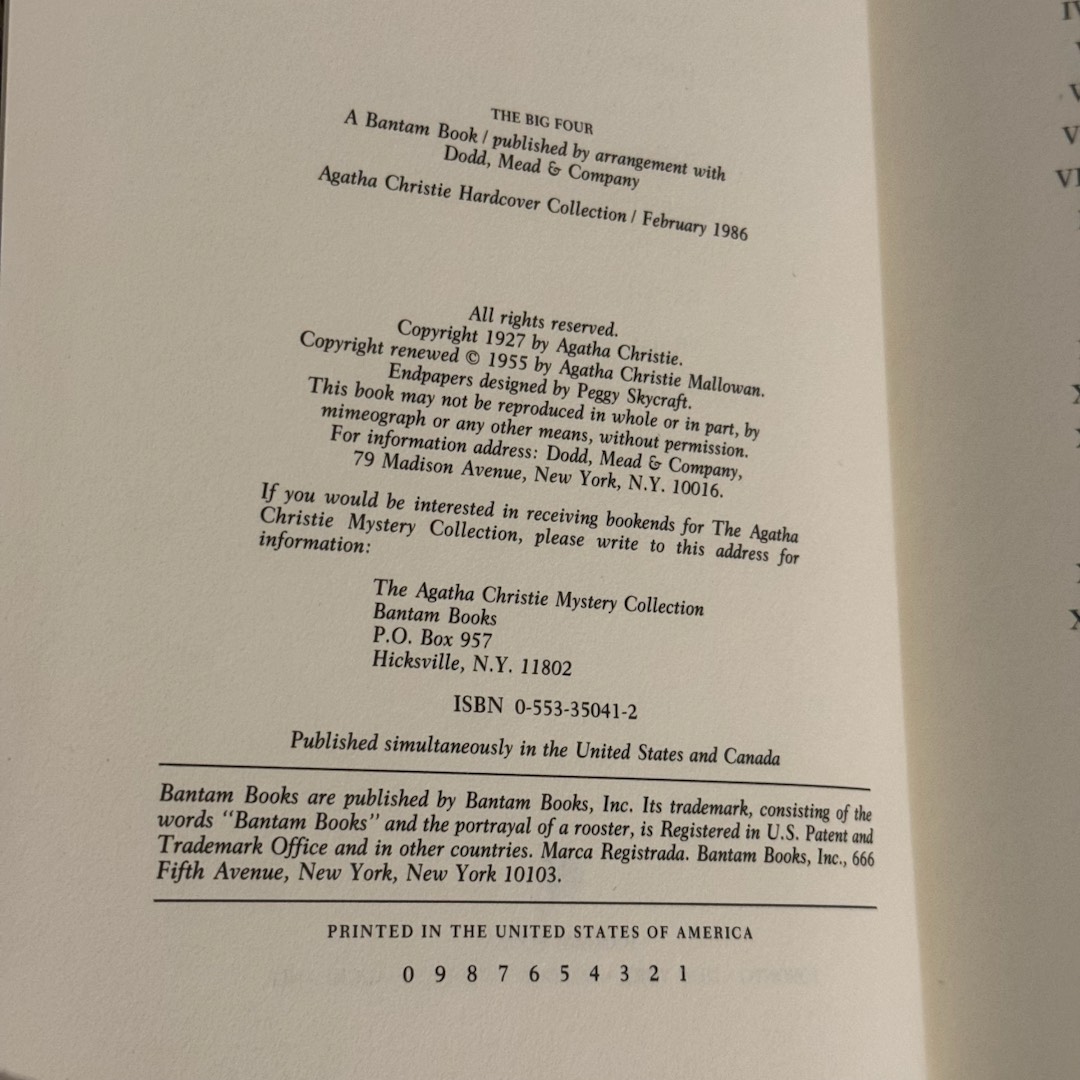 THE BIG FOUR
A Bantam Book / published by arrangement with
Dodd, Mead & Company
Agatha Christie Hardcover Collection / February 1986
All rights reserved.
Copyright 1927 by Agatha Christie.
Copyright renewed © 1955 by Agatha Christie Mallowan.
Endpapers designed by Peggy Skycraft.
This book may not be reproduced in whole or in part, by
mimeograph or any other means, without permission.
For information address: Dodd, Mead & Company,
79 Madison Avenue, New York, N.Y. 10016.
If you would be interested in receiving bookends for The Agatha
Christie Mystery Collection, please write to this address for
information:
The Agatha Christie Mystery Collection
Bantam Books
P.O. Box 957
Hicksville, N.Y. 11802
ISBN 0-553-35041-2
Published simultaneously in the United States and Canada
Bantam Books are published by Bantam Books, Inc. Its trademark, consisting of the
words "Bantam Books" and the portrayal of a rooster, is Registered in U.S. Patent and
Trademark Office and in other countries. Marca Registrada. Bantam Books, Inc., 666
Fifth Avenue, New York, New York 10103.
PRINTED IN THE UNITED STATES OF AMERICA
0 9 8 7 6 5 4 3 2 1